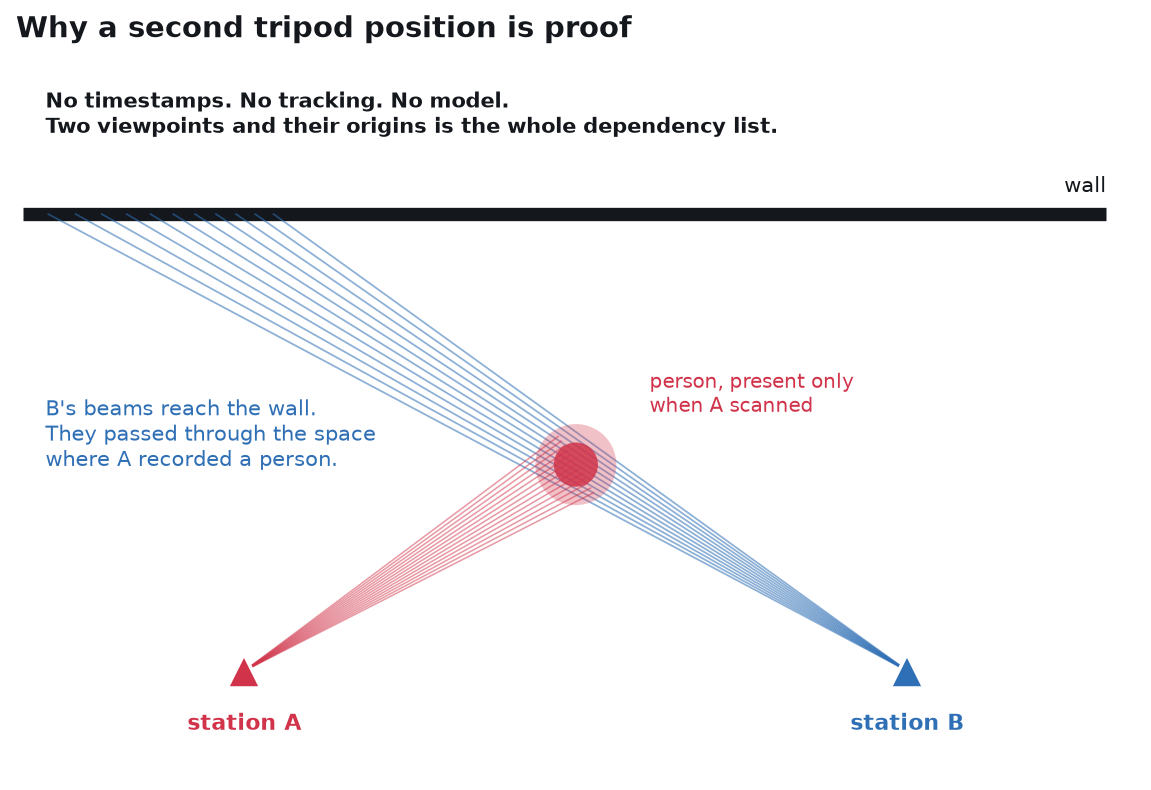 Why a second tripod position is proof
No timestamps. No tracking. No model.
Two viewpoints and their origins is the whole dependency list.
wall
person, present only
when A scanned
B's beams reach the wall.
They passed through the space
where A recorded a person.
station A
station B